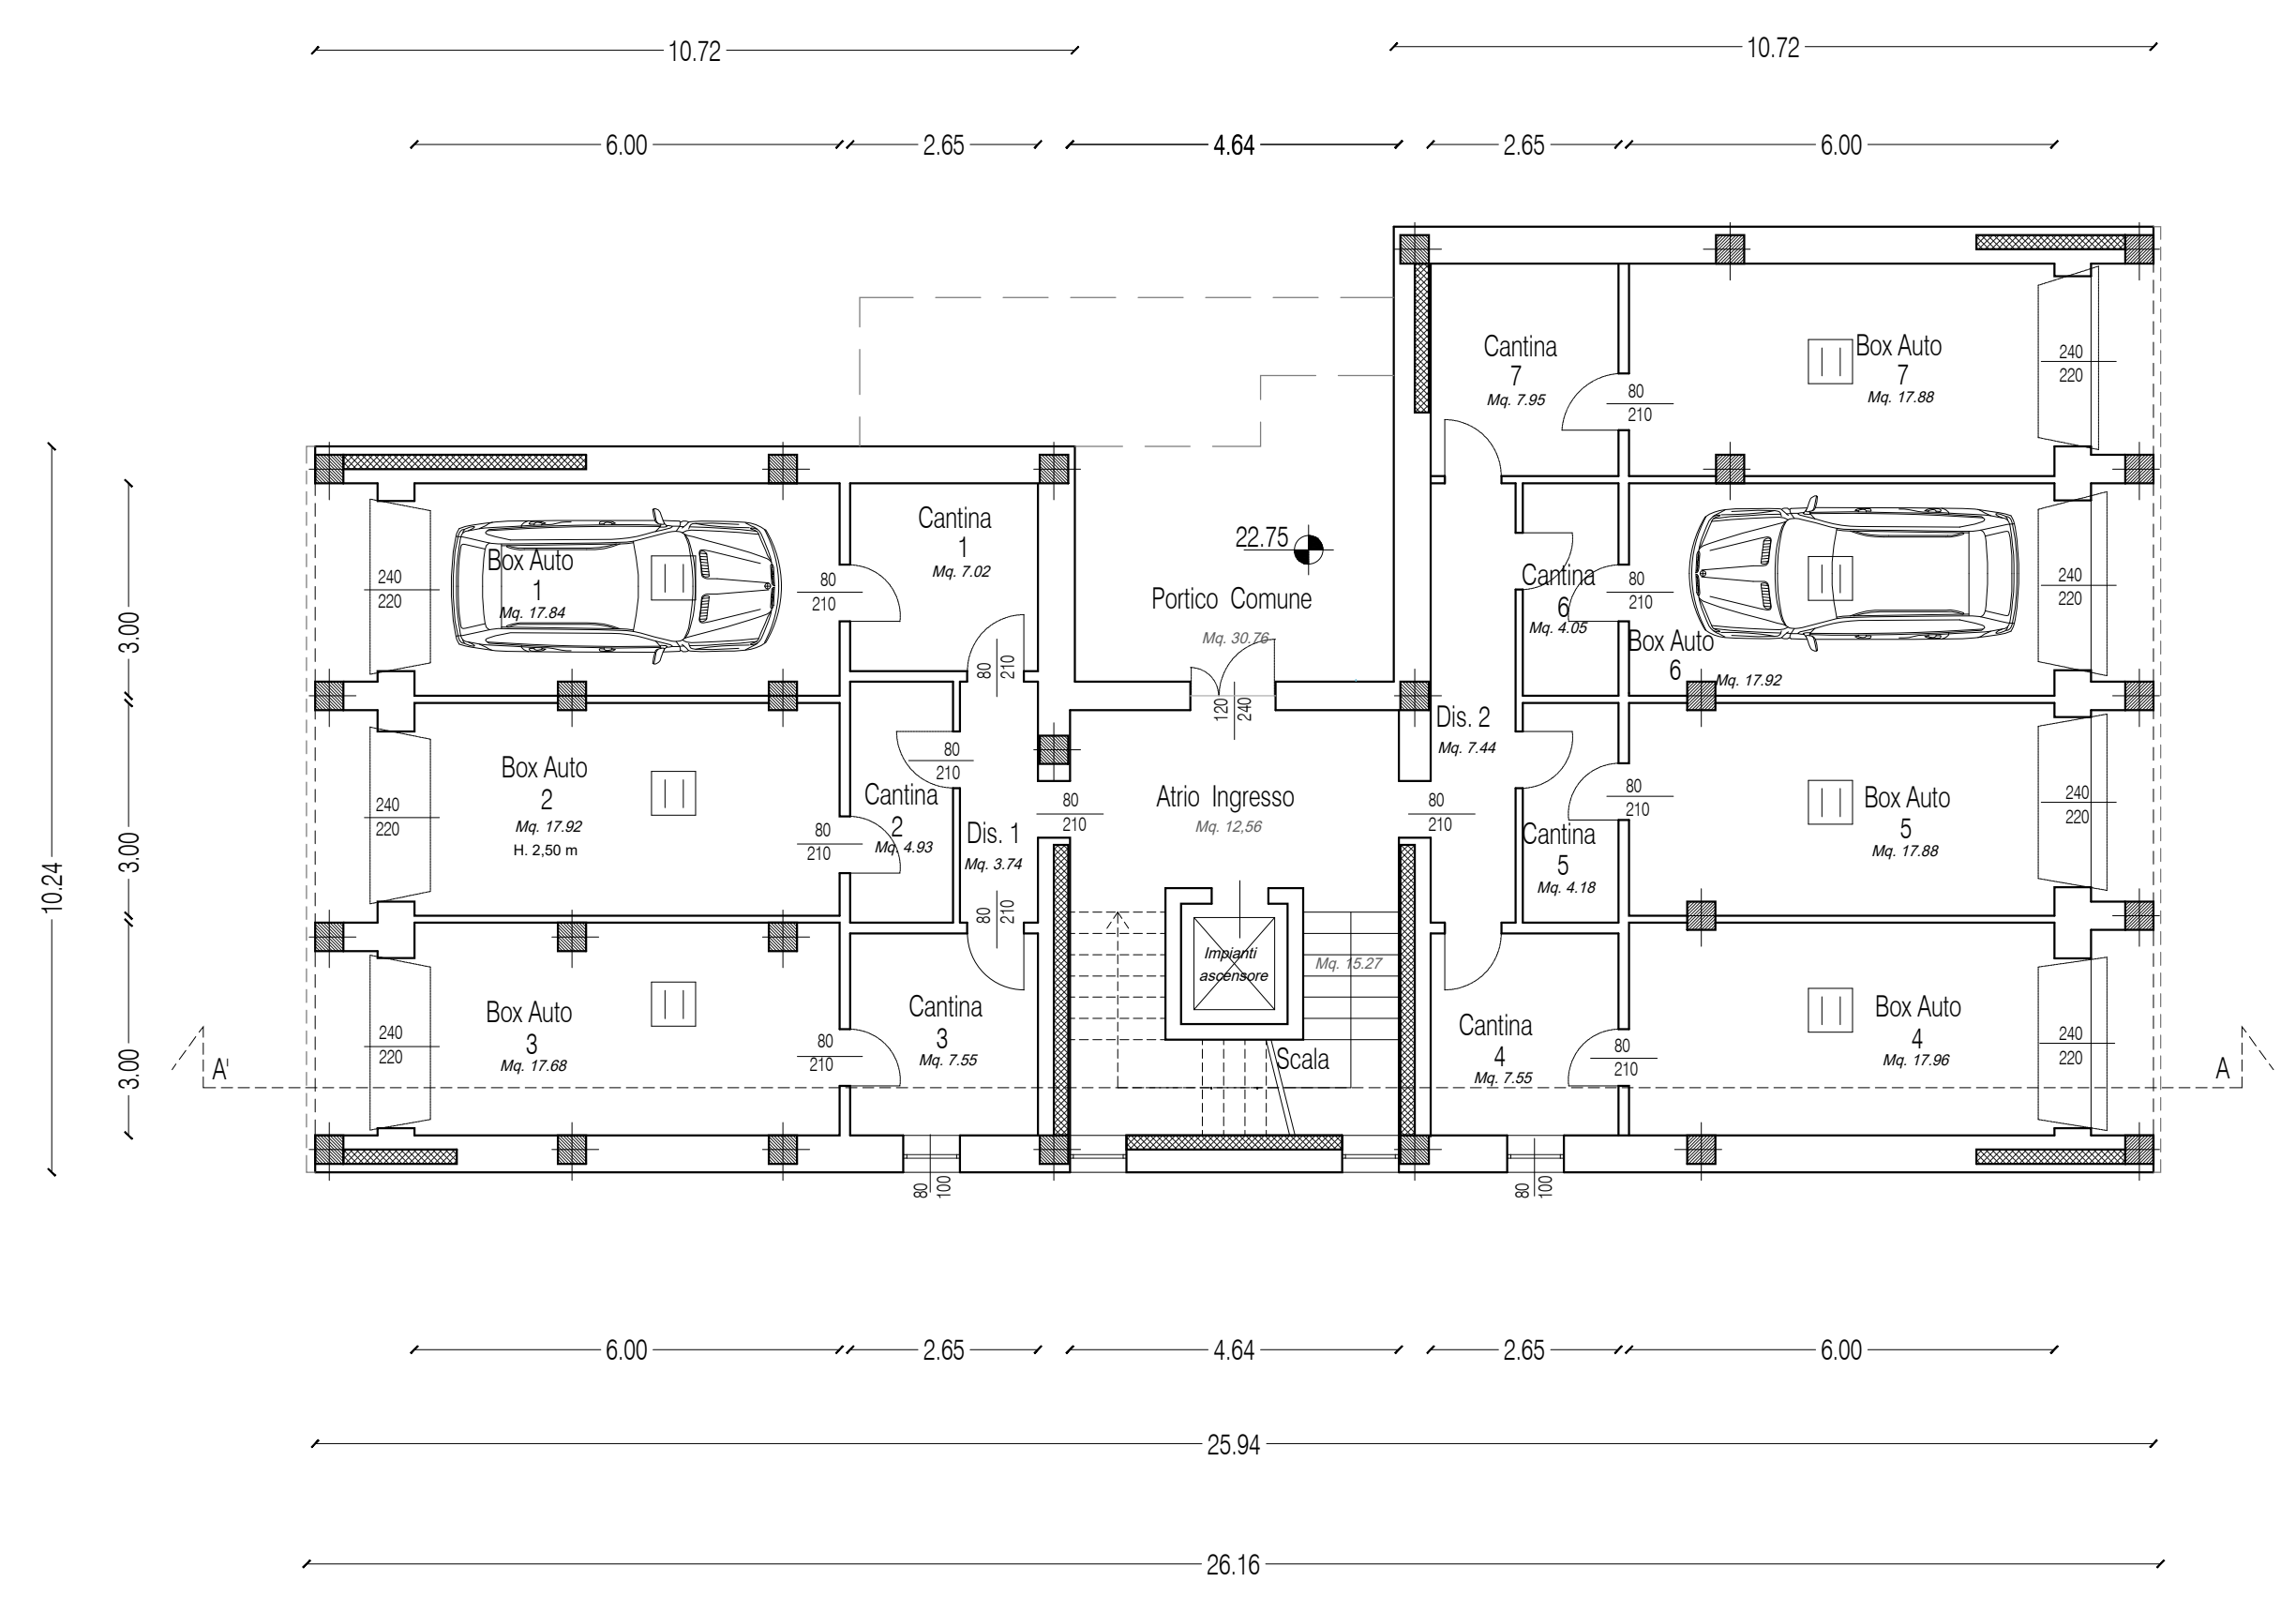 10.72
10.72
6.00
2.65
4.64
2.65
6.00
Cantina
7
Mq. 7.95
80
210
Box Auto
7
Mq. 17.88
240
220
10.24
3.00
3.00
3.00
240
220
Box Auto
1
Mq. 17.84
80
210
Cantina
1
Mq. 7.02
80
210
22.75
Portico Comune
Mq. 30.76
120
240
Cantina
6
Mq. 4.05
80
210
Box Auto
6
Mq. 17.92
240
220
240
220
Box Auto
2
Mq. 17.92
H. 2,50 m
80
210
Cantina
2
Mq. 4.93
80
210
Dis. 1
Mq. 3.74
80
210
80
210
Atrio Ingresso
Mq. 12,56
Dis. 2
Mq. 7.44
80
210
Cantina
5
Mq. 4.18
80
210
Box Auto
5
Mq. 17.88
240
220
A'
240
220
Box Auto
3
Mq. 17.68
80
210
Cantina
3
Mq. 7.55
Impianti
ascensore
Mq. 15.27
Scala
Cantina
4
Mq. 7.55
80
210
Box Auto
4
Mq. 17.96
240
220
A
80
100
80
100
6.00
2.65
4.64
2.65
6.00
25.94
26.16